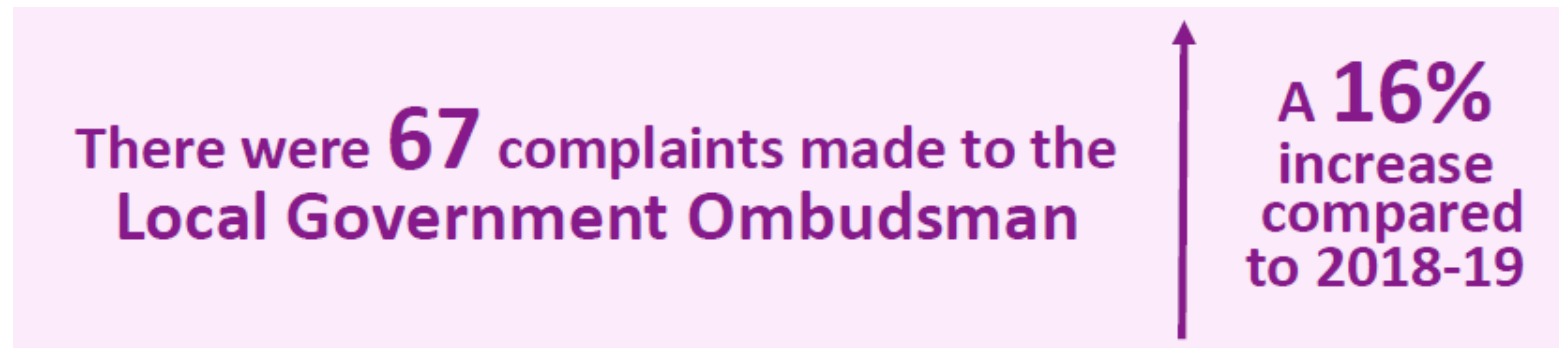 There were 67 complaints made to the
Local Government Ombudsman
A 16%
increase
compared
to 2018-19